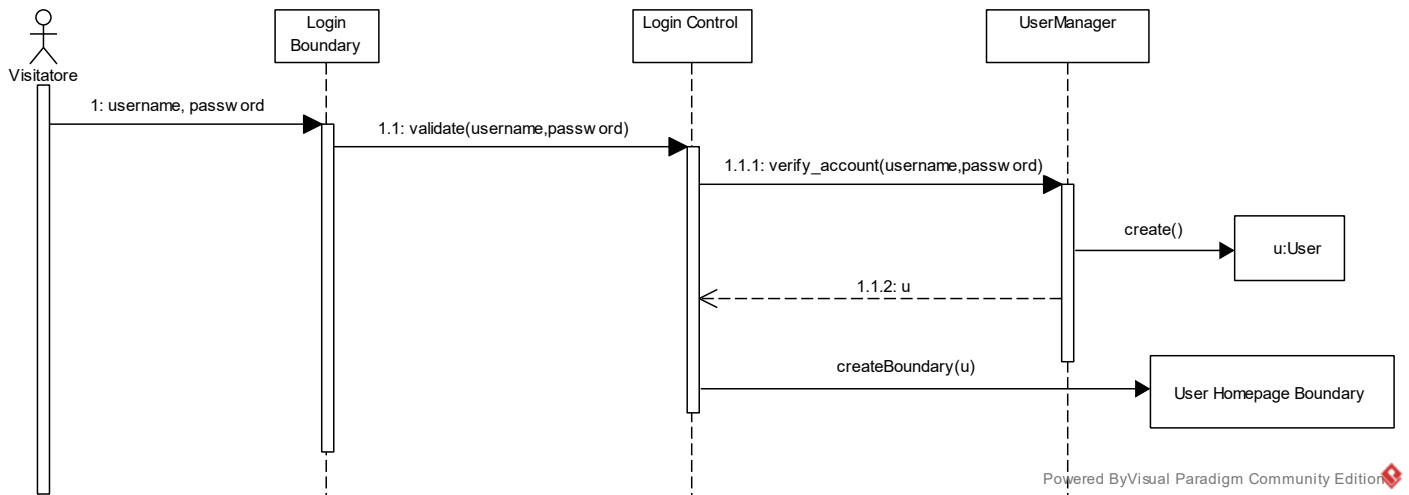 Login
Boundary
Login Control
UserManager
Visitatore
1: username, password
1.1: validate(username,password)
1.1.1: verify_account(username,password)
create()
u:User
1.1.2: u
createBoundary(u)
User Homepage Boundary
Powered ByVisual Paradigm Community Edition